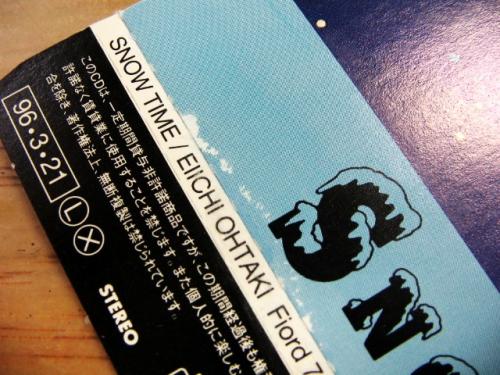 SNOW TIME / EIICHI OHTAKI Fiord 7
このCDは、一定期間貸与非許諾商品ですが この期間経過後も権
許諾なく賃貸業に使用することを禁じます。また 個人的に楽しむ
合を除き、著作権法上、無断複製は禁じられています。
96・3・21 L X
STEREO
SN